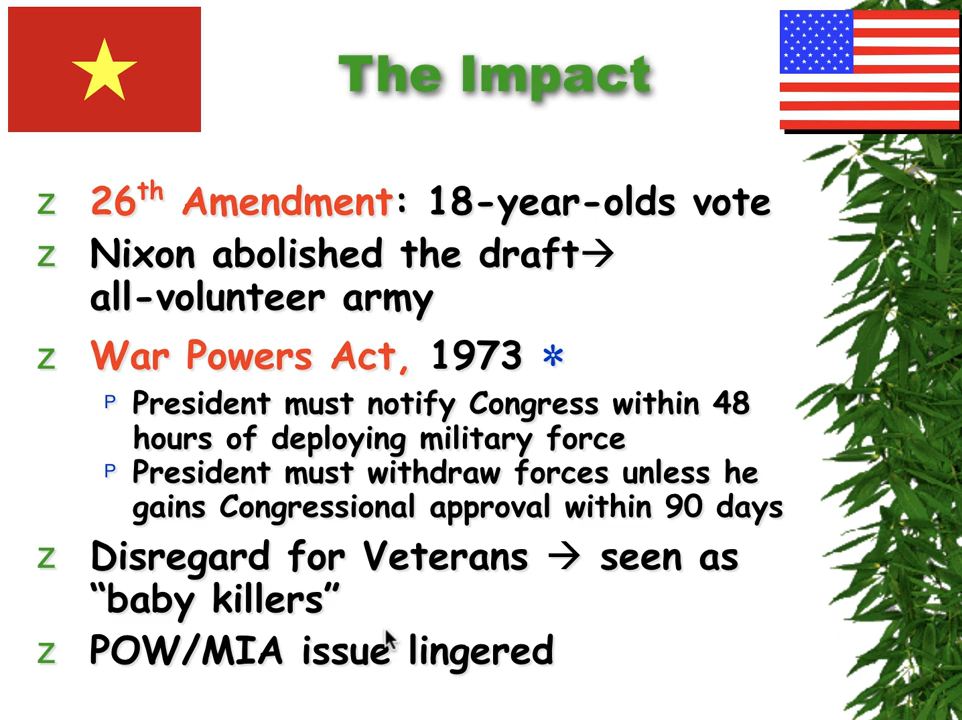 The Impact
z 26th Amendment: 18-year-olds vote
z Nixon abolished the draft→
all-volunteer army
z War Powers Act, 1973 *
P President must notify Congress within 48
hours of deploying military force
P President must withdraw forces unless he
gains Congressional approval within 90 days
z Disregard for Veterans → seen as
“baby killers”
z POW/MIA issue lingered